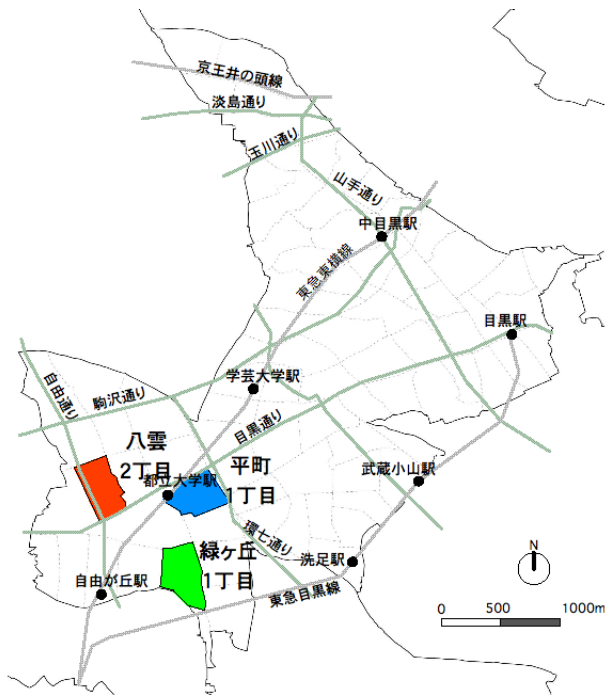 京王井の頭線
淡島通り
玉川通り
山手通り
中目黒駅
東急東横線
目黒駅
自由通り
学芸大学駅
駒沢通り
目黒通り
八雲
2丁目
都立大学駅
平町
1丁目
武蔵小山駅
環七通り
緑ヶ丘
1丁目
洗足駅
自由が丘駅
東急目黒線
N
0 500 1000m